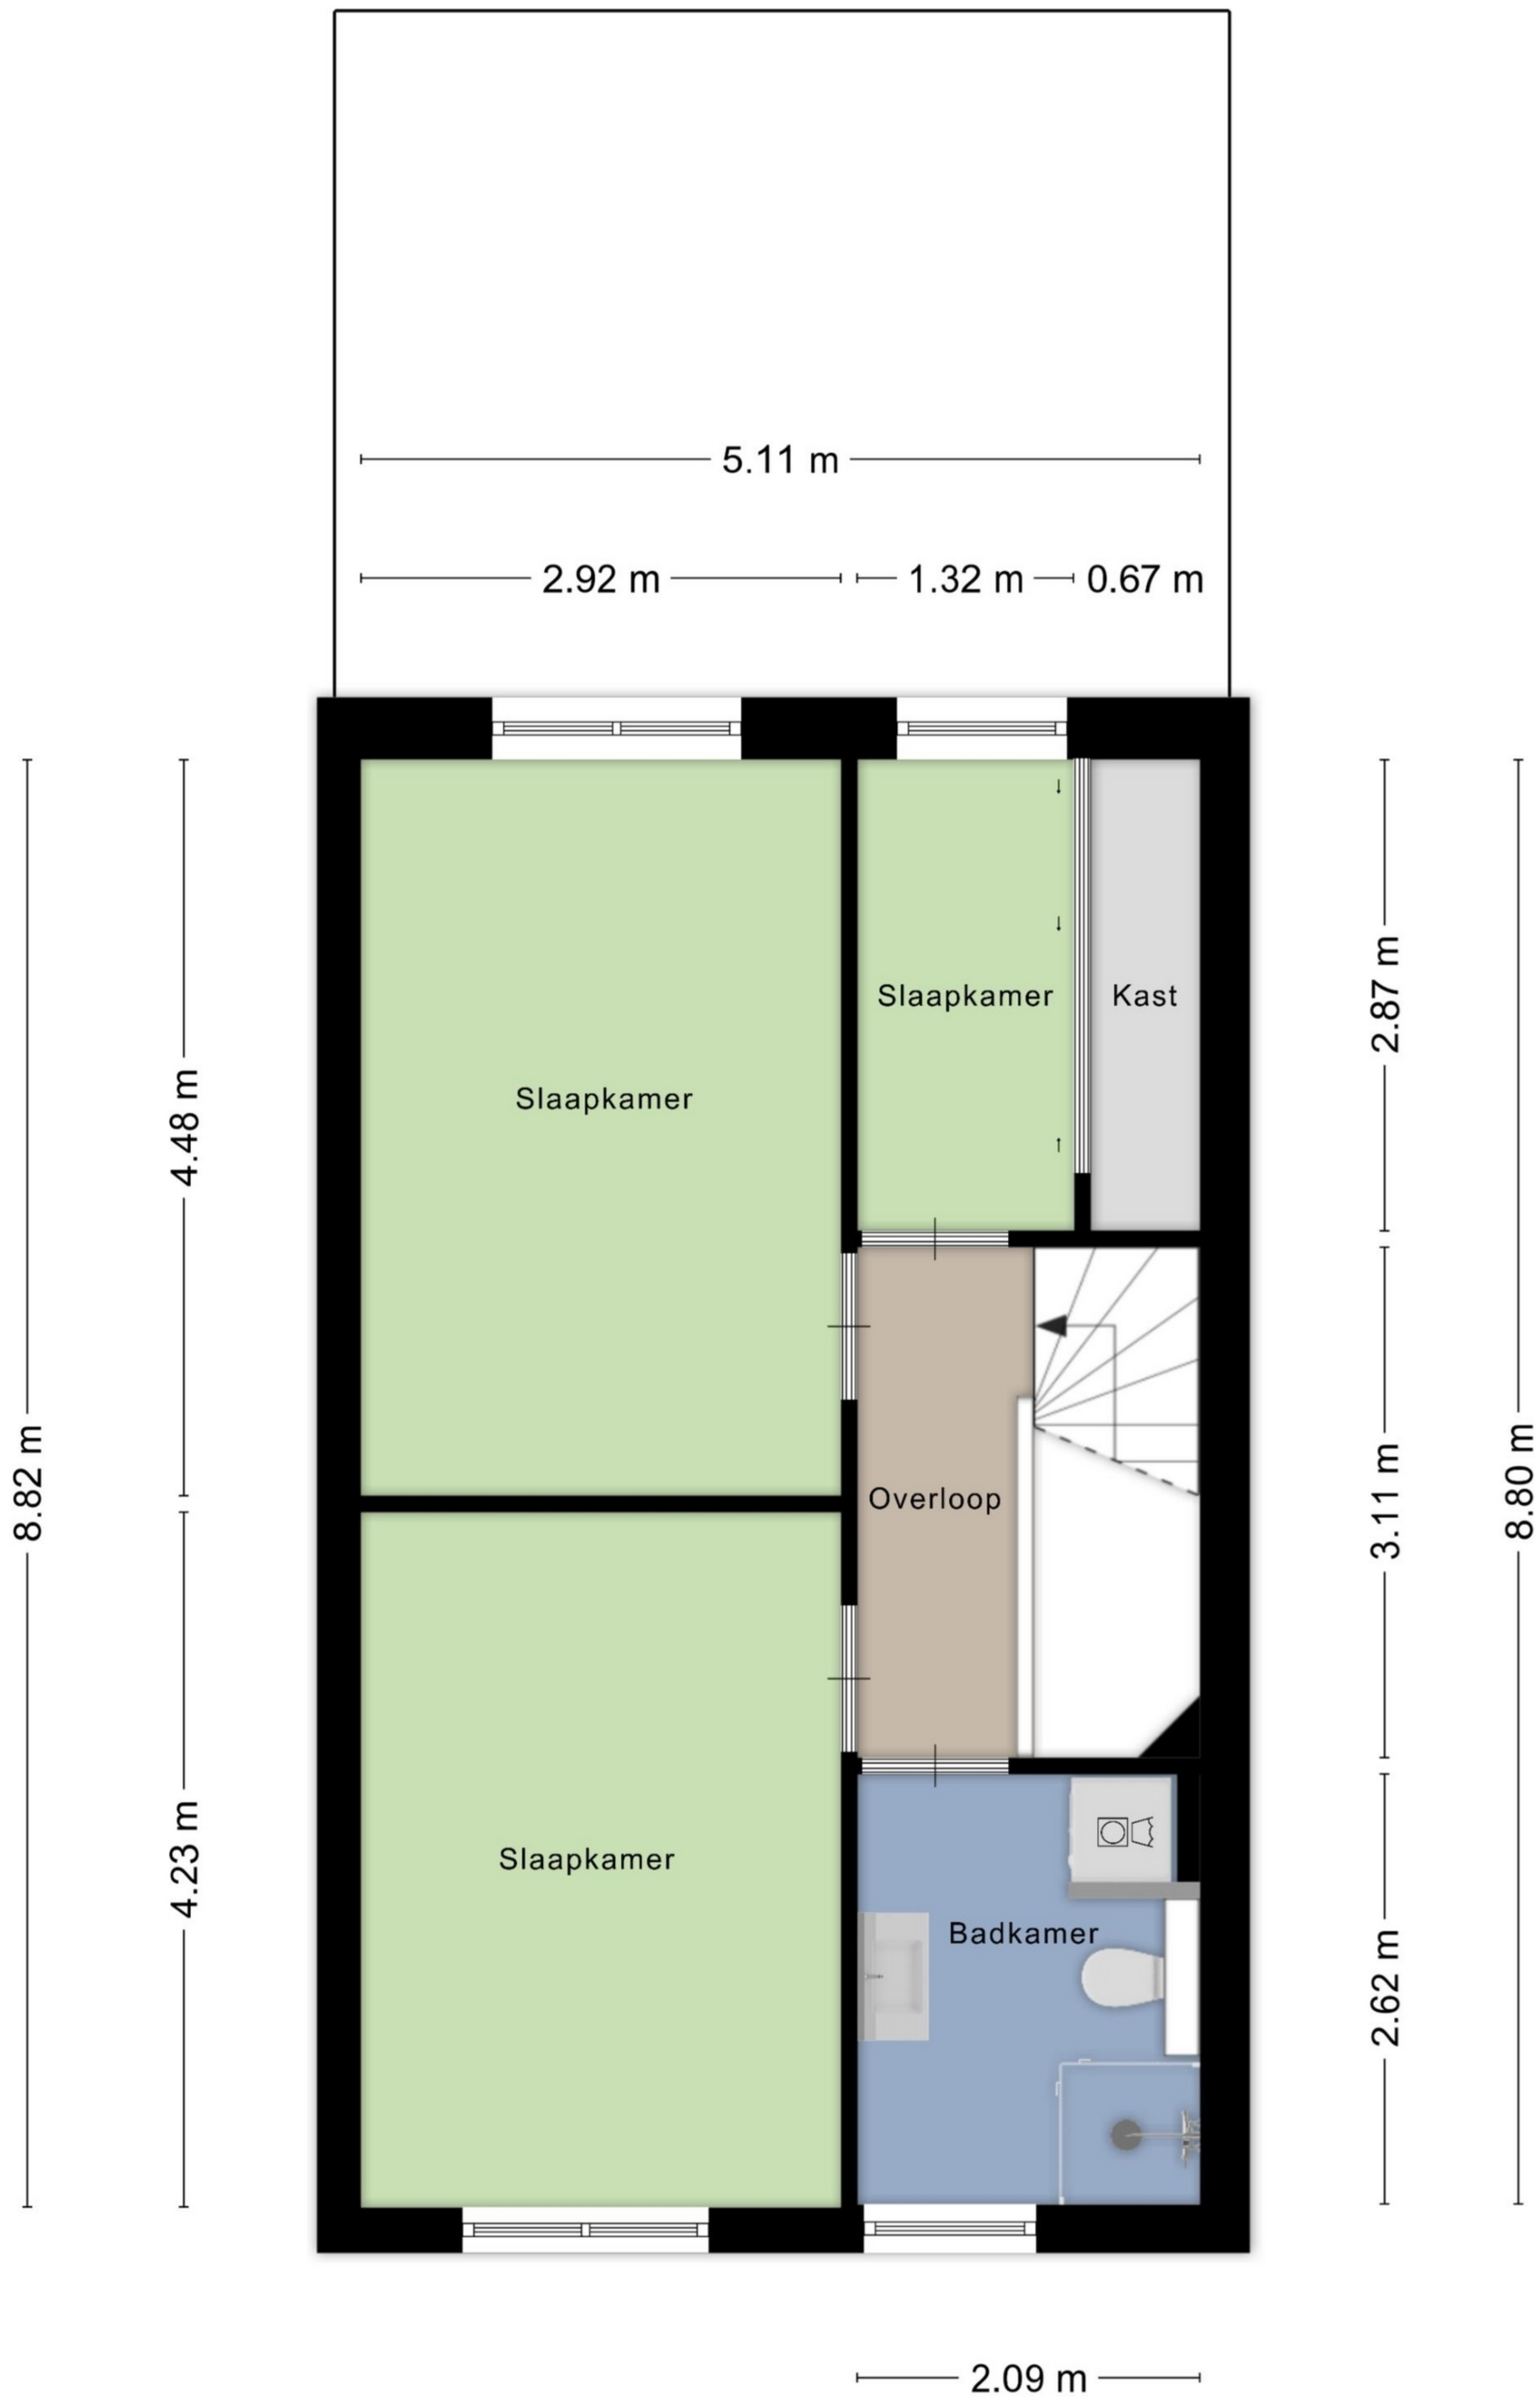 5.11 m
2.92 m
1.32 m
0.67 m
Slaapkamer
Kast
2.87 m
Slaapkamer
4.48 m
8.82 m
8.80 m
3.11 m
Overloop
Slaapkamer
4.23 m
Badkamer
2.62 m
2.09 m